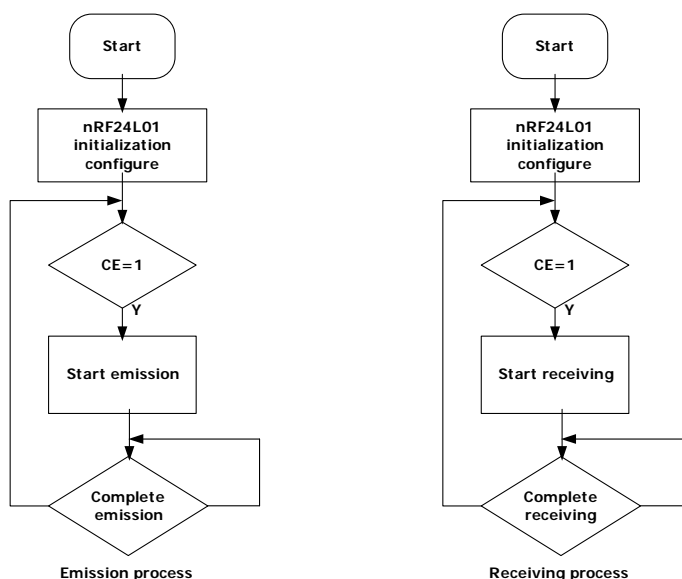 Start
nRF24L01
initialization
configure
CE=1
Y
Start emission
Complete
emission
Emission process
Start
nRF24L01
initialization
configure
CE=1
Y
Start receiving
Complete
receiving
Receiving process